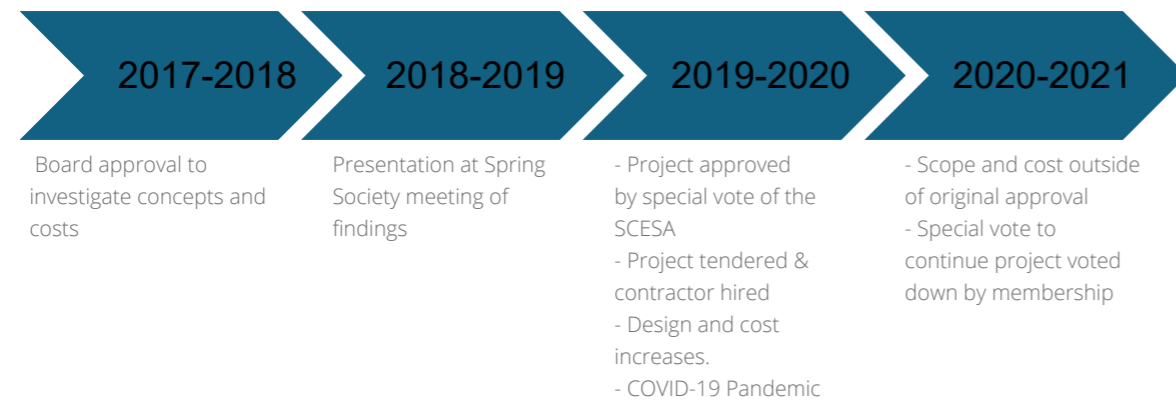 2017-2018
Board approval to
investigate concepts and
costs
2018-2019
Presentation at Spring
Society meeting of
findings
2019-2020
- Project approved
by special vote of the
SCESA
- Project tendered &
contractor hired
- Design and cost
increases.
- COVID-19 Pandemic
2020-2021
- Scope and cost outside
of original approval
- Special vote to
continue project voted
down by membership